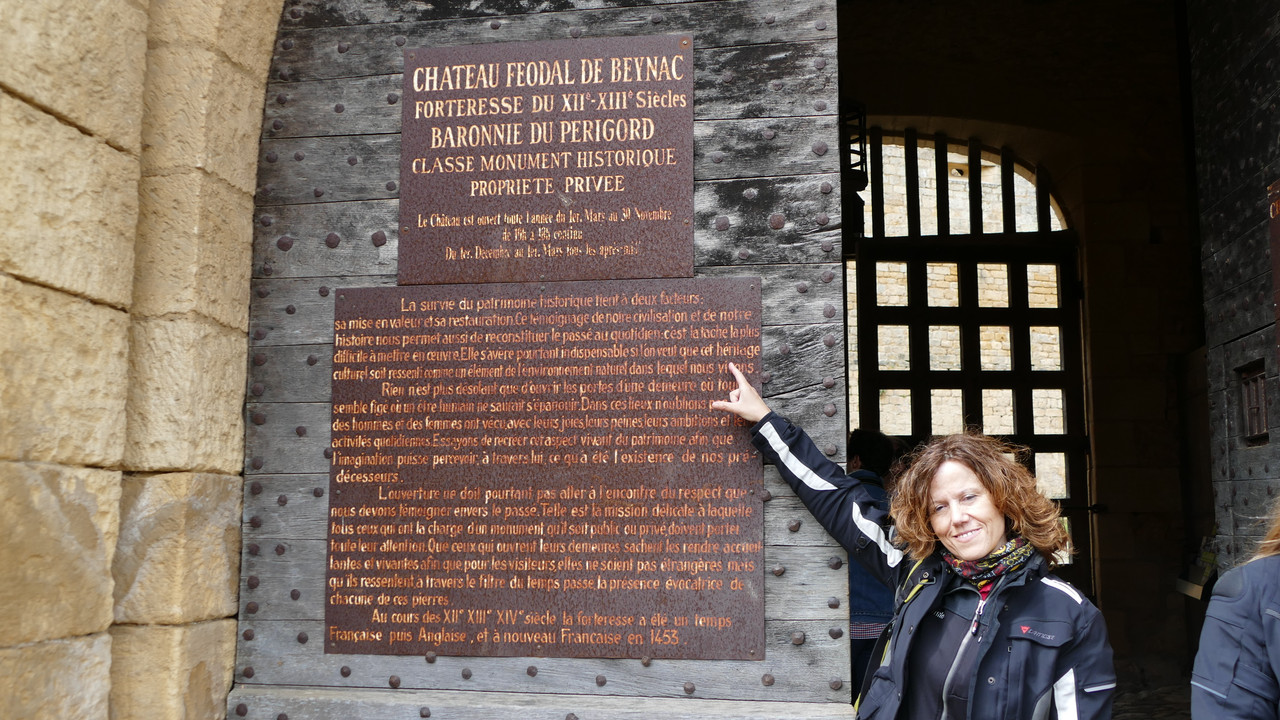 CHATEAU FEODAL DE BEYNAC
FORTERESSE DU XIIᵉ-XIIIᵉ Siècles
BARONNIE DU PERIGORD
CLASSE MONUMENT HISTORIQUE
PROPRIETE PRIVEE
Le Château est ouvert toute l'année du 1er. Mars au 30 Novembre
de 10h à 18h continu
Du 1er. Décembre au 1er. Mars tous les après-midi
La survie du patrimoine historique tient à deux facteurs:
sa mise en valeur et sa restauration. Ce témoignage de notre civilisation et de notre
histoire nous permet aussi de reconstituer le passé au quotidien: c'est la tache la plus
difficile à mettre en œuvre. Elle s'avère pourtant indispensable si l'on veut que cet héritage
culturel soit ressenti comme un élément de l'environnement naturel dans lequel nous
Rien n'est plus désolant que d'ouvrir les portes d'une demeure où tout
semble figé où un etre humain ne saurait s'épanouir. Dans ces lieux n'oublions
des hommes et des femmes ont vécu, avec leurs joies, leurs peines, leurs ambitions et
activités quotidiennes. Essayons de recréer cet aspect vivant du patrimoine afin que
l'imagination puisse percevoir, à travers lui, ce qu'a été l'existence de nos pré-
décesseurs.
L'ouverture ne doit pourtant pas aller à l'encontre du respect que
nous devons témoigner envers le passé. Telle est la mission délicate à laquelle
tous ceux qui ont la charge d'un monument, qu'il soit public ou privé, doivent porter
toute leur attention. Que ceux qui ouvrent leurs demeures sachent les rendre accueil
lantes et vivantes afin que pour les visiteurs, elles ne soient pas étrangères mais
qu'ils ressentent à travers le filtre du temps passé, la présence évocatrice de
chacune de ces pierres.
Au cours des XIIᵉ XIIIᵉ XIVᵉ siècle la forteresse a été un temps
Française puis Anglaise, et à nouveau Française en 1453.
DAINESE